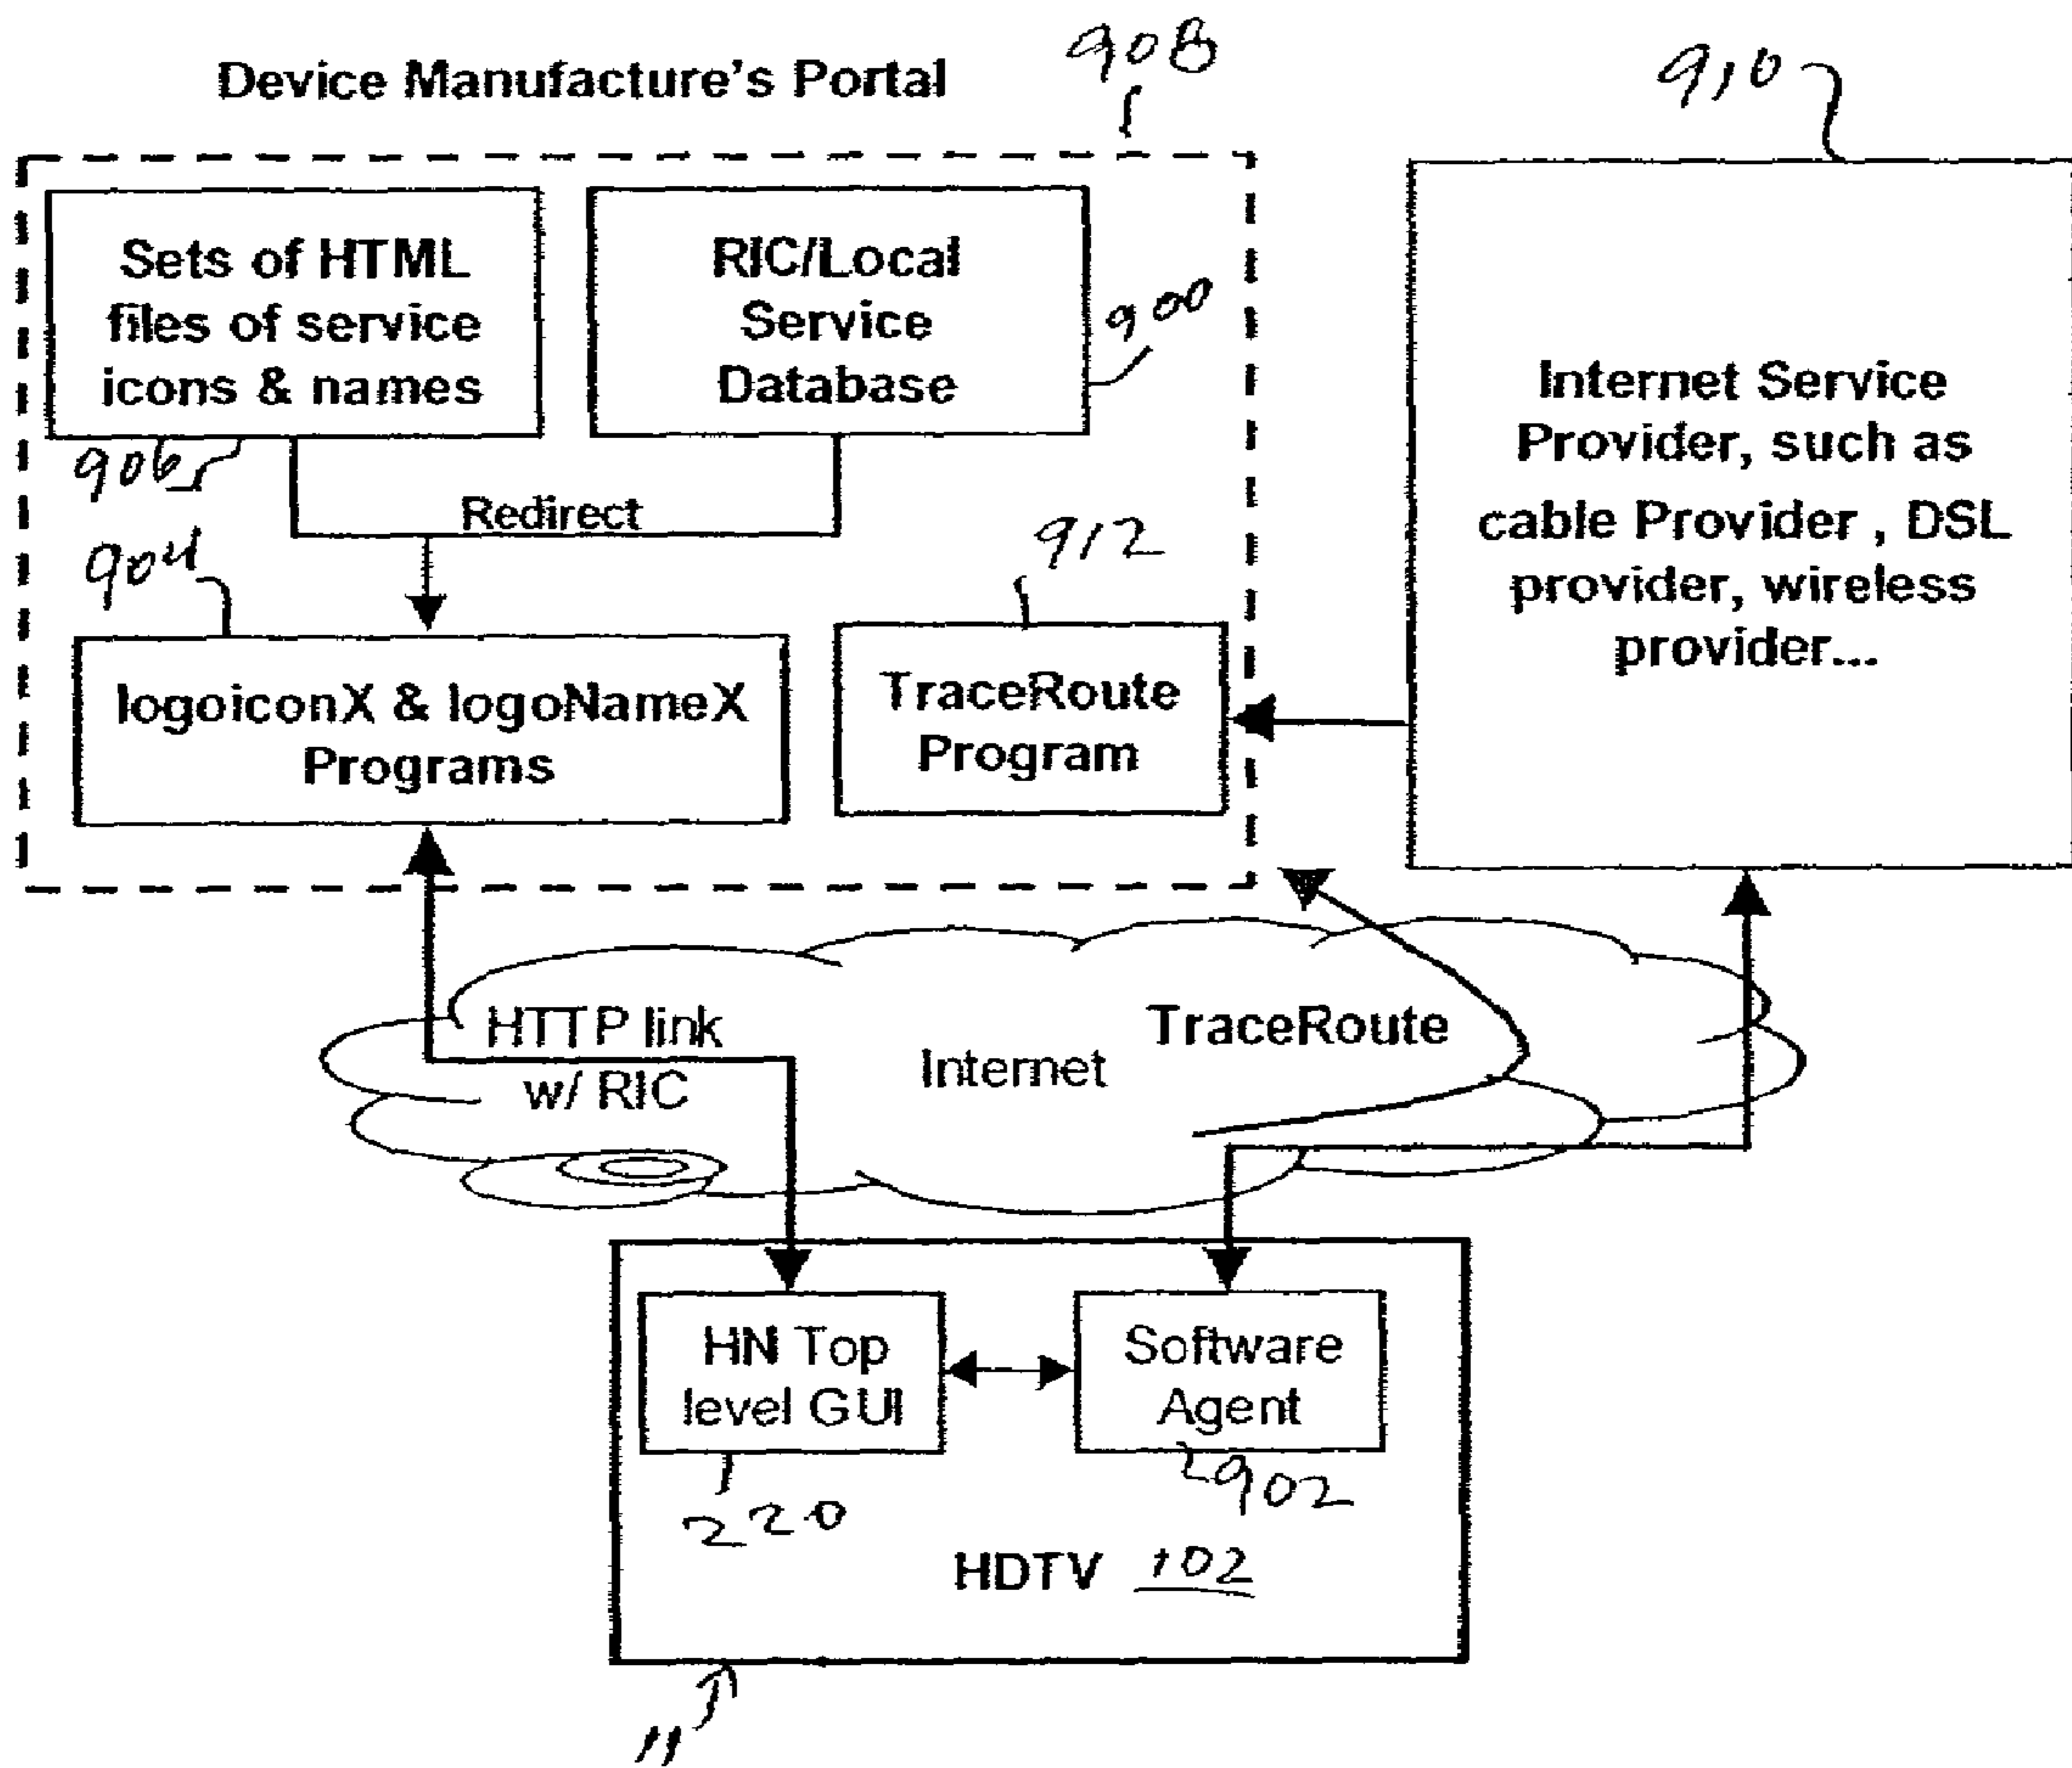 Device Manufacture's Portal
908
910
Sets of HTML
files of service
icons & names
RIC/Local
Service
Database
900
906
Redirect
904
912
logoiconX & logoNameX
Programs
TraceRoute
Program
Internet Service
Provider, such as
cable Provider , DSL
provider, wireless
provider...
HTTP link
w/ RIC
Internet
TraceRoute
HN Top
level GUI
Software
Agent
220
902
HDTV 102
11